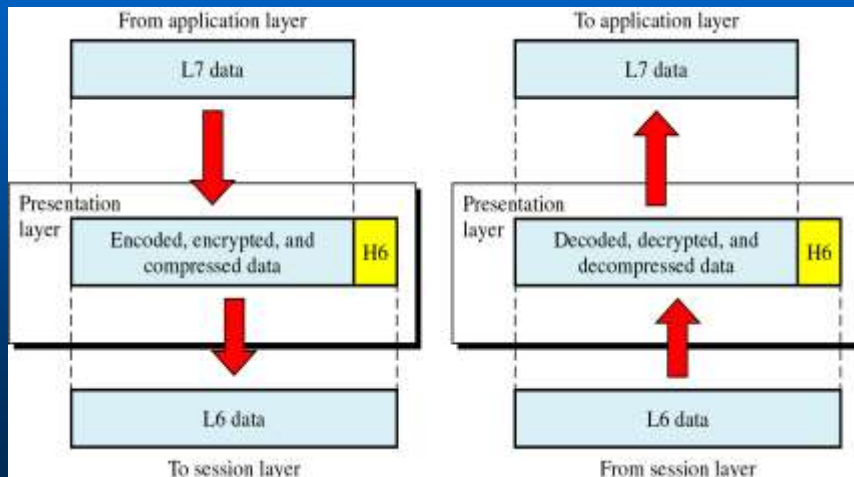 From application layer
L7 data
Presentation
layer
Encoded, encrypted, and
compressed data
H6
L6 data
To session layer
To application layer
L7 data
Presentation
layer
Decoded, decrypted, and
decompressed data
H6
L6 data
From session layer